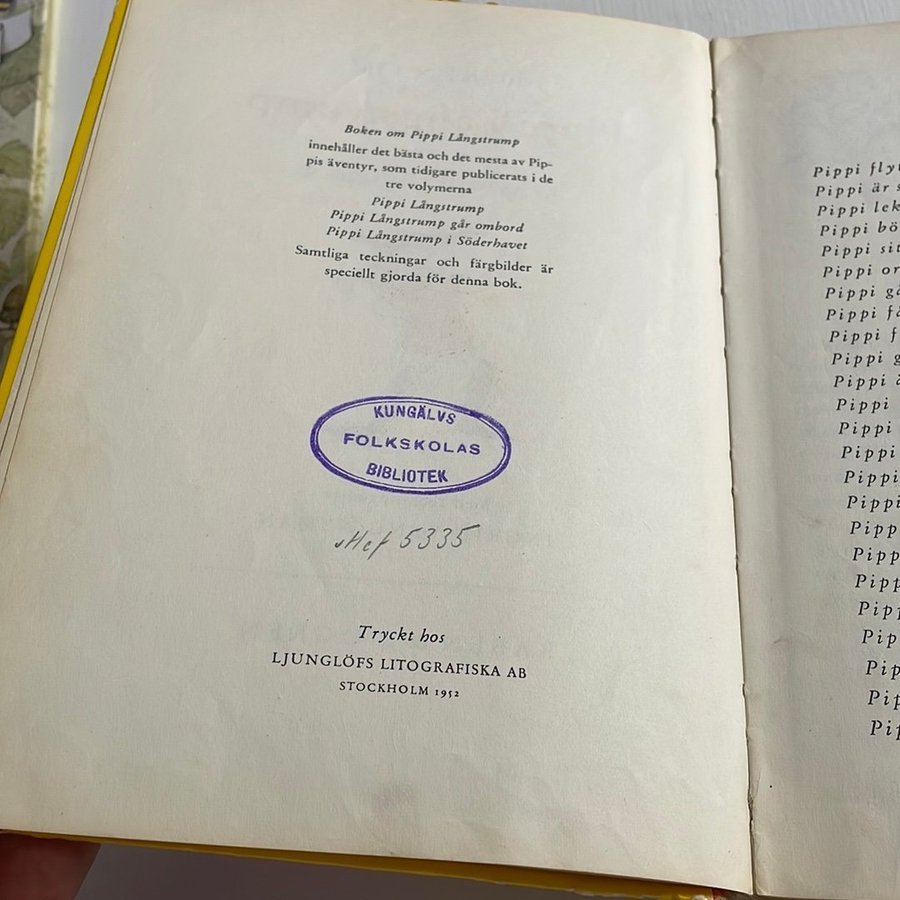 Boken om Pippi Långstrump
innehåller det bästa och det mesta av Pip-
pis äventyr, som tidigare publicerats i de
tre volymerna
Pippi Långstrump
Pippi Långstrump går ombord
Pippi Långstrump i Söderhavet
Samtliga teckningar och färgbilder är
speciellt gjorda för denna bok.
KUNGÄLVS
FOLKSKOLAS
BIBLIOTEK
5335
Tryckt hos
LJUNGLÖFS LITOGRAFISKA AB
STOCKHOLM 1952
Pippi
Pippi är
Pippi
Pippi
Pippi
Pippi
Pippi
Pippi
Pippi
Pippi
Pippi
Pippi
Pippi
Pippi
Pippi